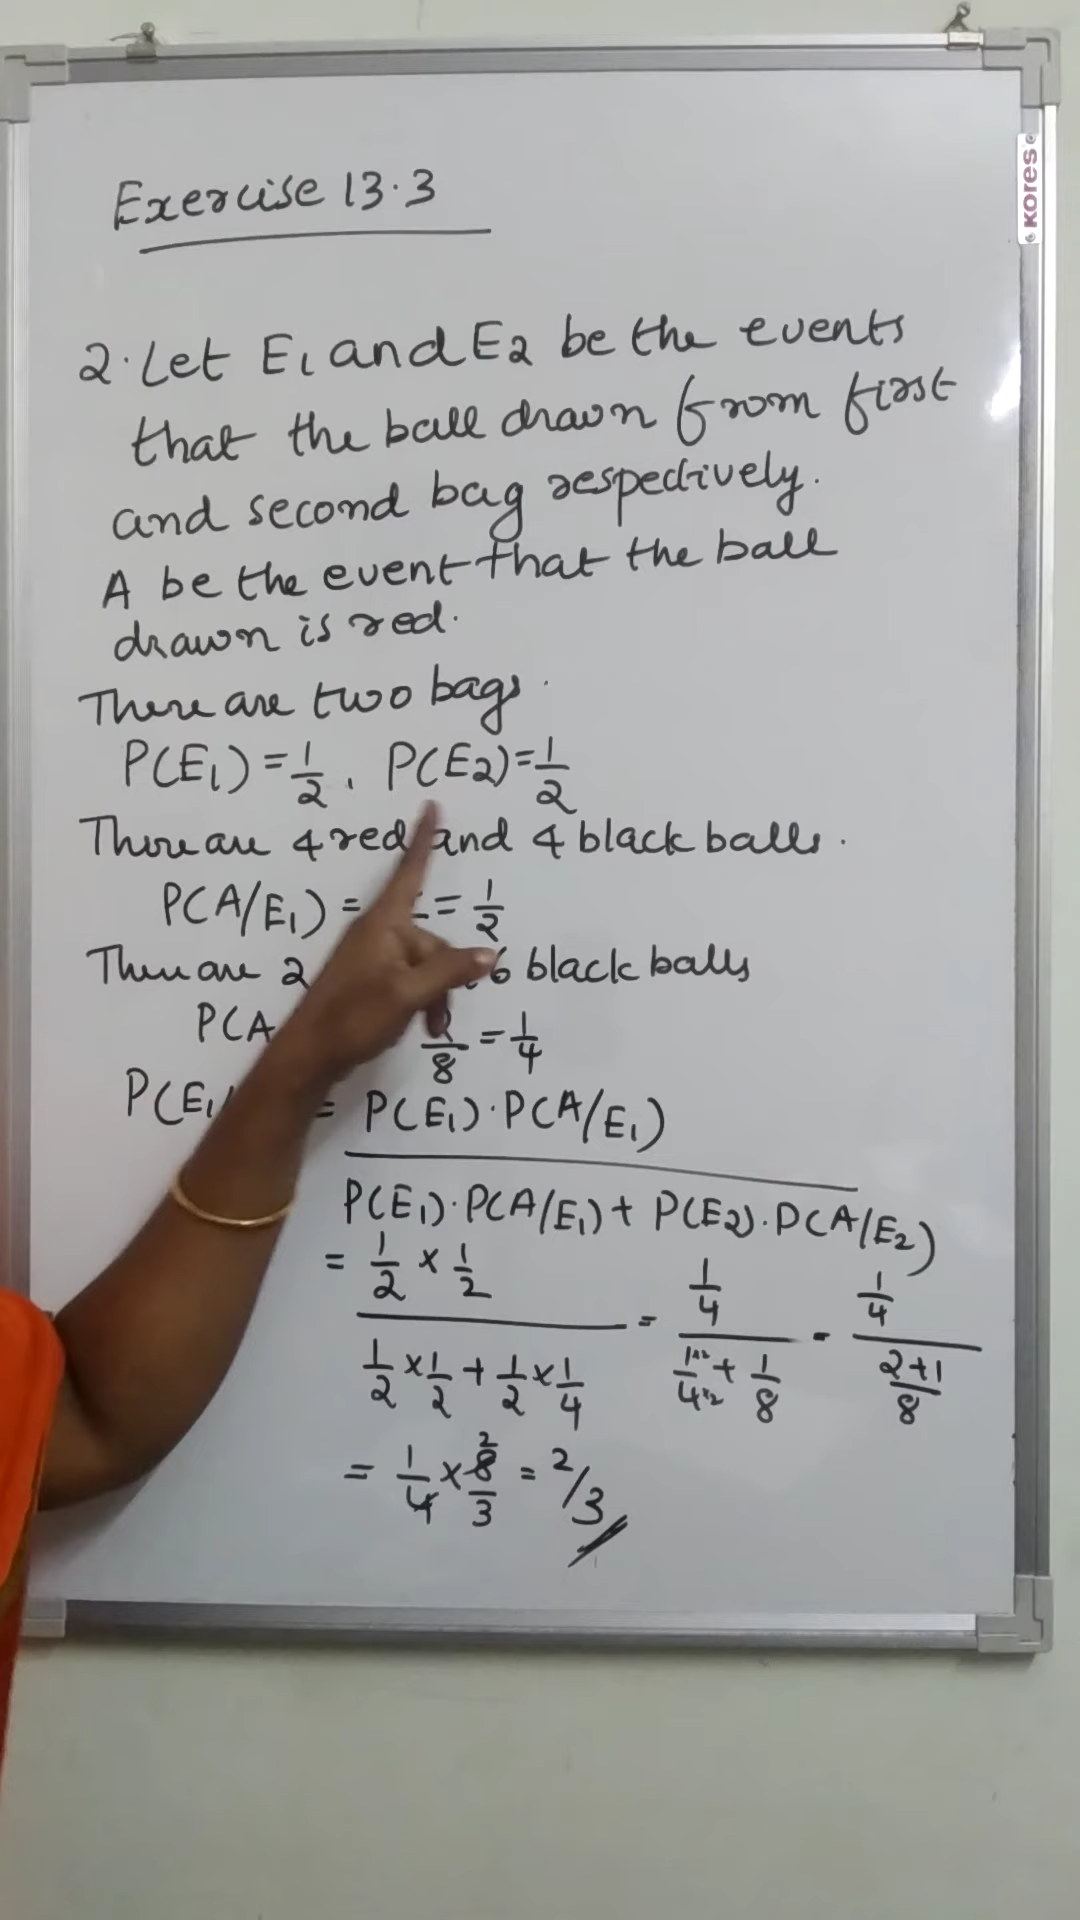 KORES
Exercise 13.3
2. Let E1 and E2 be the events
that the ball drawn from first
and second bag respectively.
A be the event that the ball
drawn is red.
There are two bags.
P(E1) = 1/2, P(E2) = 1/2
There are 4 red and 4 black balls.
P(A/E1) = = 1/2
There are 2 6 black balls
P(A 2/8 = 1/4
P(E1/ = P(E1).P(A/E1)
P(E1).P(A/E1) + P(E2).P(A/E2)
= 1/2 × 1/2 / 1/2 × 1/2 + 1/2 × 1/4 = 1/4 / 1×2/4×2 + 1/8 = 1/4 / 2+1/8
= 1/4 × 8/3 2 = 2/3